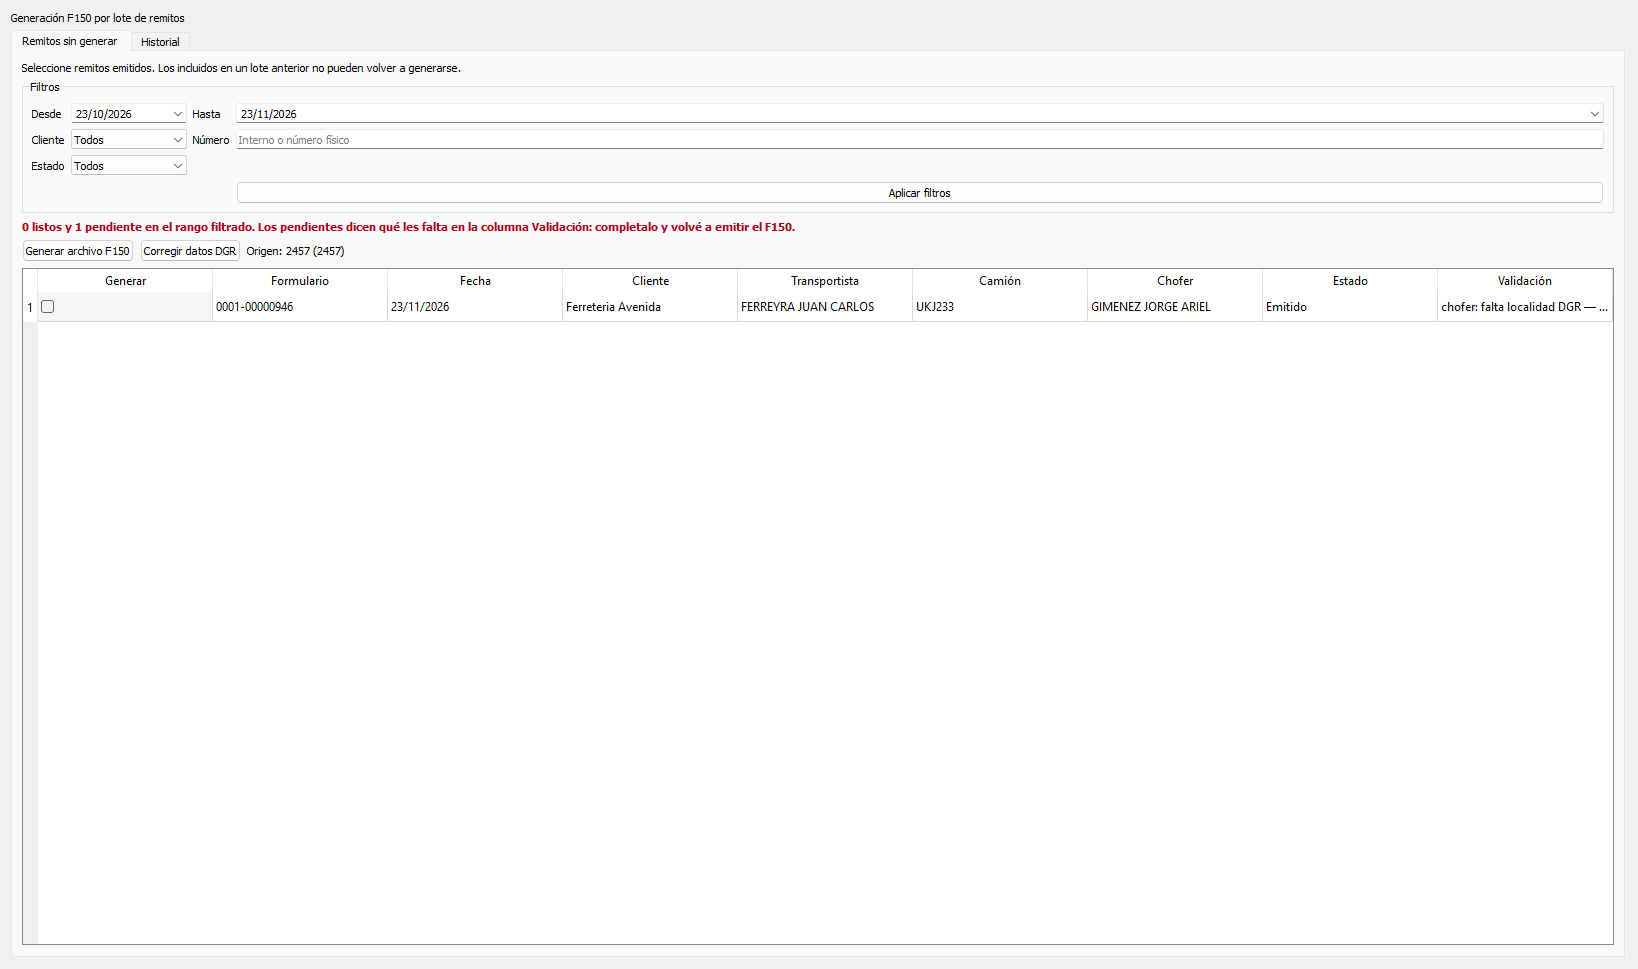 Generación F150 por lote de remitos
Remitos sin generar Historial
Seleccione remitos emitidos. Los incluidos en un lote anterior no pueden volver a generarse.
Filtros
Desde 23/10/2026 Hasta 23/11/2026
Cliente Todos Número Interno o número físico
Estado Todos
Aplicar filtros
0 listos y 1 pendiente en el rango filtrado. Los pendientes dicen qué les falta en la columna Validación: completalo y volvé a emitir el F150.
Generar archivo F150 Corregir datos DGR Origen: 2457 (2457)
Generar Formulario Fecha Cliente Transportista Camión Chofer Estado Validación
1 0001-00000946 23/11/2026 Ferreteria Avenida FERREYRA JUAN CARLOS UKJ233 GIMENEZ JORGE ARIEL Emitido chofer: falta localidad DGR — ...